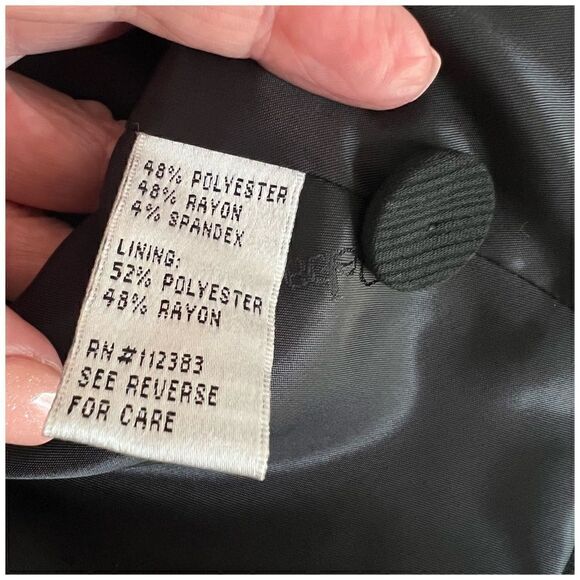 48% POLYESTER
48% RAYON
4% SPANDEX
LINING:
52% POLYESTER
48% RAYON
RN #112383
SEE REVERSE
FOR CARE